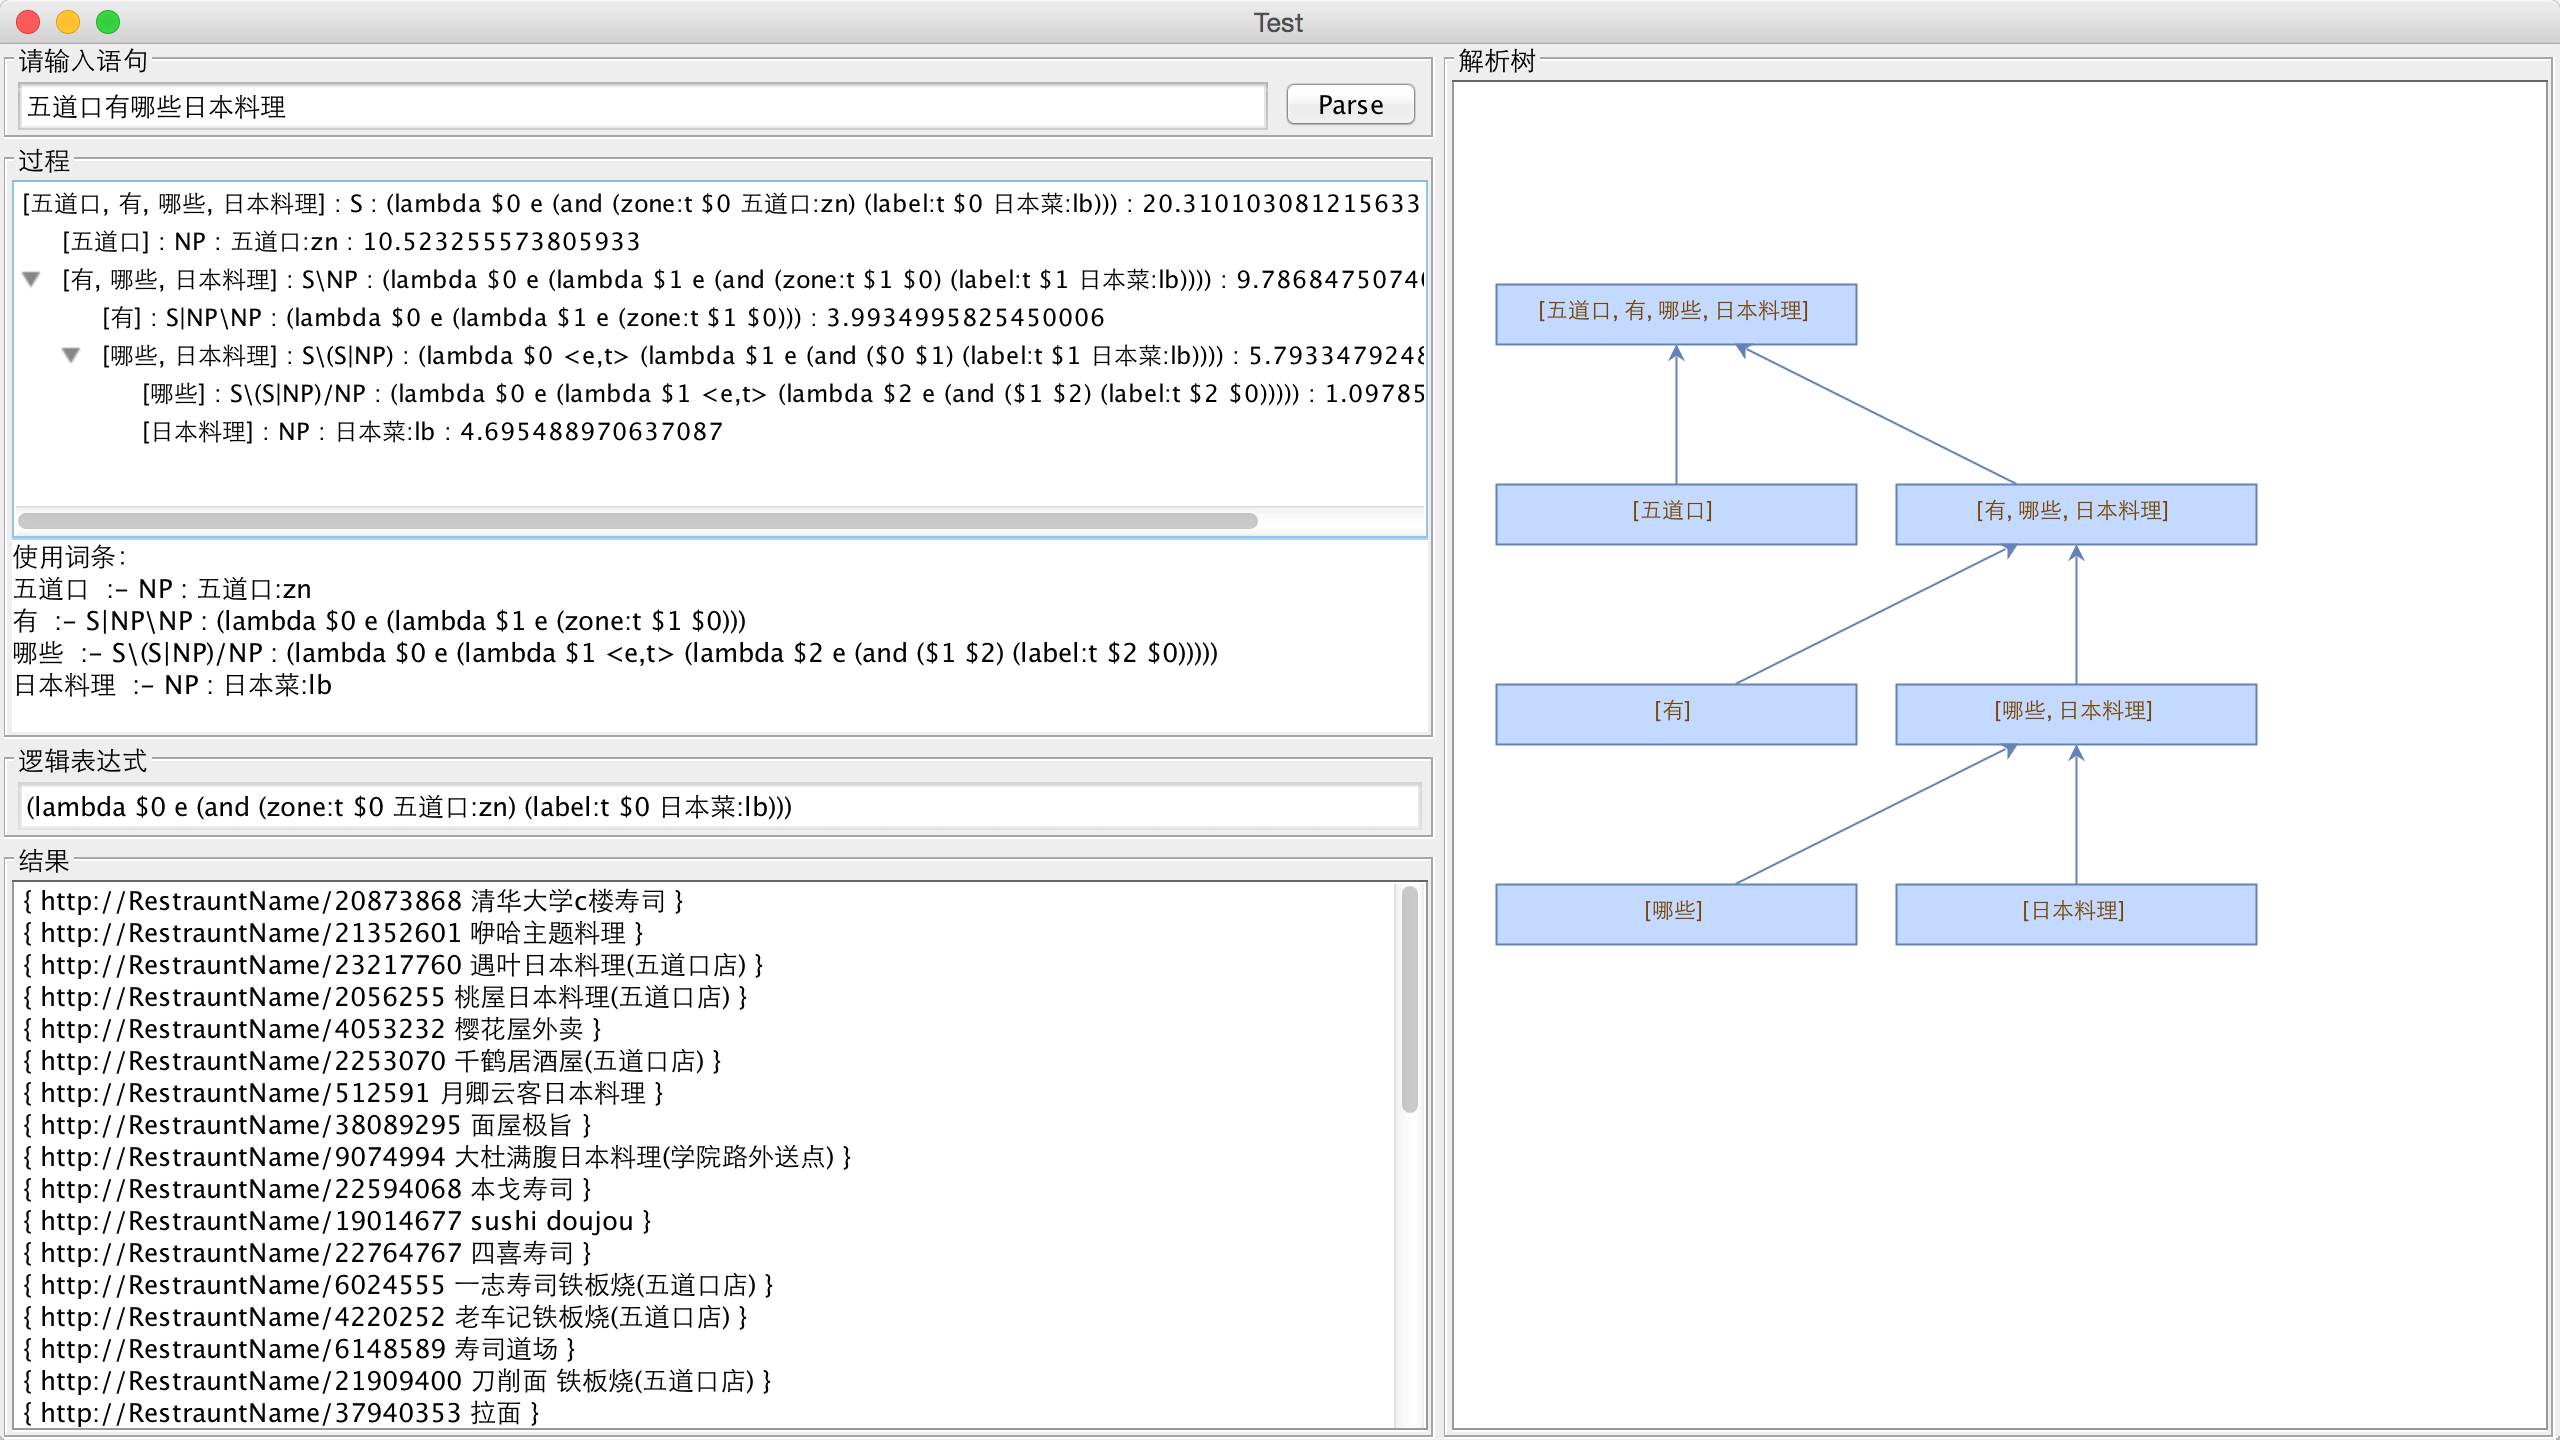 Test
请输入语句
五道口有哪些日本料理
Parse
过程
[五道口, 有, 哪些, 日本料理] : S : (lambda $0 e (and (zone:t $0 五道口:zn) (label:t $0 日本菜:lb))) : 20.310103081215633
[五道口] : NP : 五道口:zn : 10.523255573805933
[有, 哪些, 日本料理] : S\NP : (lambda $0 e (lambda $1 e (and (zone:t $1 $0) (label:t $1 日本菜:lb)))) : 9.786847507
[有] : S|NP\NP : (lambda $0 e (lambda $1 e (zone:t $1 $0))) : 3.9934995825450006
[哪些, 日本料理] : S\(S|NP) : (lambda $0 <e,t> (lambda $1 e (and ($0 $1) (label:t $1 日本菜:lb)))) : 5.7933479248
[哪些] : S\(S|NP)/NP : (lambda $0 e (lambda $1 <e,t> (lambda $2 e (and ($1 $2) (label:t $2 $0))))) : 1.09785
[日本料理] : NP : 日本菜:lb : 4.695488970637087
使用词条:
五道口 :- NP : 五道口:zn
有 :- S|NP\NP : (lambda $0 e (lambda $1 e (zone:t $1 $0)))
哪些 :- S\(S|NP)/NP : (lambda $0 e (lambda $1 <e,t> (lambda $2 e (and ($1 $2) (label:t $2 $0)))))
日本料理 :- NP : 日本菜:lb
逻辑表达式
(lambda $0 e (and (zone:t $0 五道口:zn) (label:t $0 日本菜:lb)))
结果
{ http://RestrauntName/20873868 清华大学c楼寿司 }
{ http://RestrauntName/21352601 咿哈主题料理 }
{ http://RestrauntName/23217760 遇叶日本料理(五道口店) }
{ http://RestrauntName/2056255 桃屋日本料理(五道口店) }
{ http://RestrauntName/4053232 樱花屋外卖 }
{ http://RestrauntName/2253070 千鹤居酒屋(五道口店) }
{ http://RestrauntName/512591 月卿云客日本料理 }
{ http://RestrauntName/38089295 面屋极旨 }
{ http://RestrauntName/9074994 大杜满腹日本料理(学院路外送点) }
{ http://RestrauntName/22594068 本戈寿司 }
{ http://RestrauntName/19014677 sushi doujou }
{ http://RestrauntName/22764767 四喜寿司 }
{ http://RestrauntName/6024555 一志寿司铁板烧(五道口店) }
{ http://RestrauntName/4220252 老车记铁板烧(五道口店) }
{ http://RestrauntName/6148589 寿司道场 }
{ http://RestrauntName/21909400 刀削面 铁板烧(五道口店) }
{ http://RestrauntName/37940353 拉面 }
解析树
[五道口, 有, 哪些, 日本料理]
[五道口]
[有, 哪些, 日本料理]
[有]
[哪些, 日本料理]
[哪些]
[日本料理]